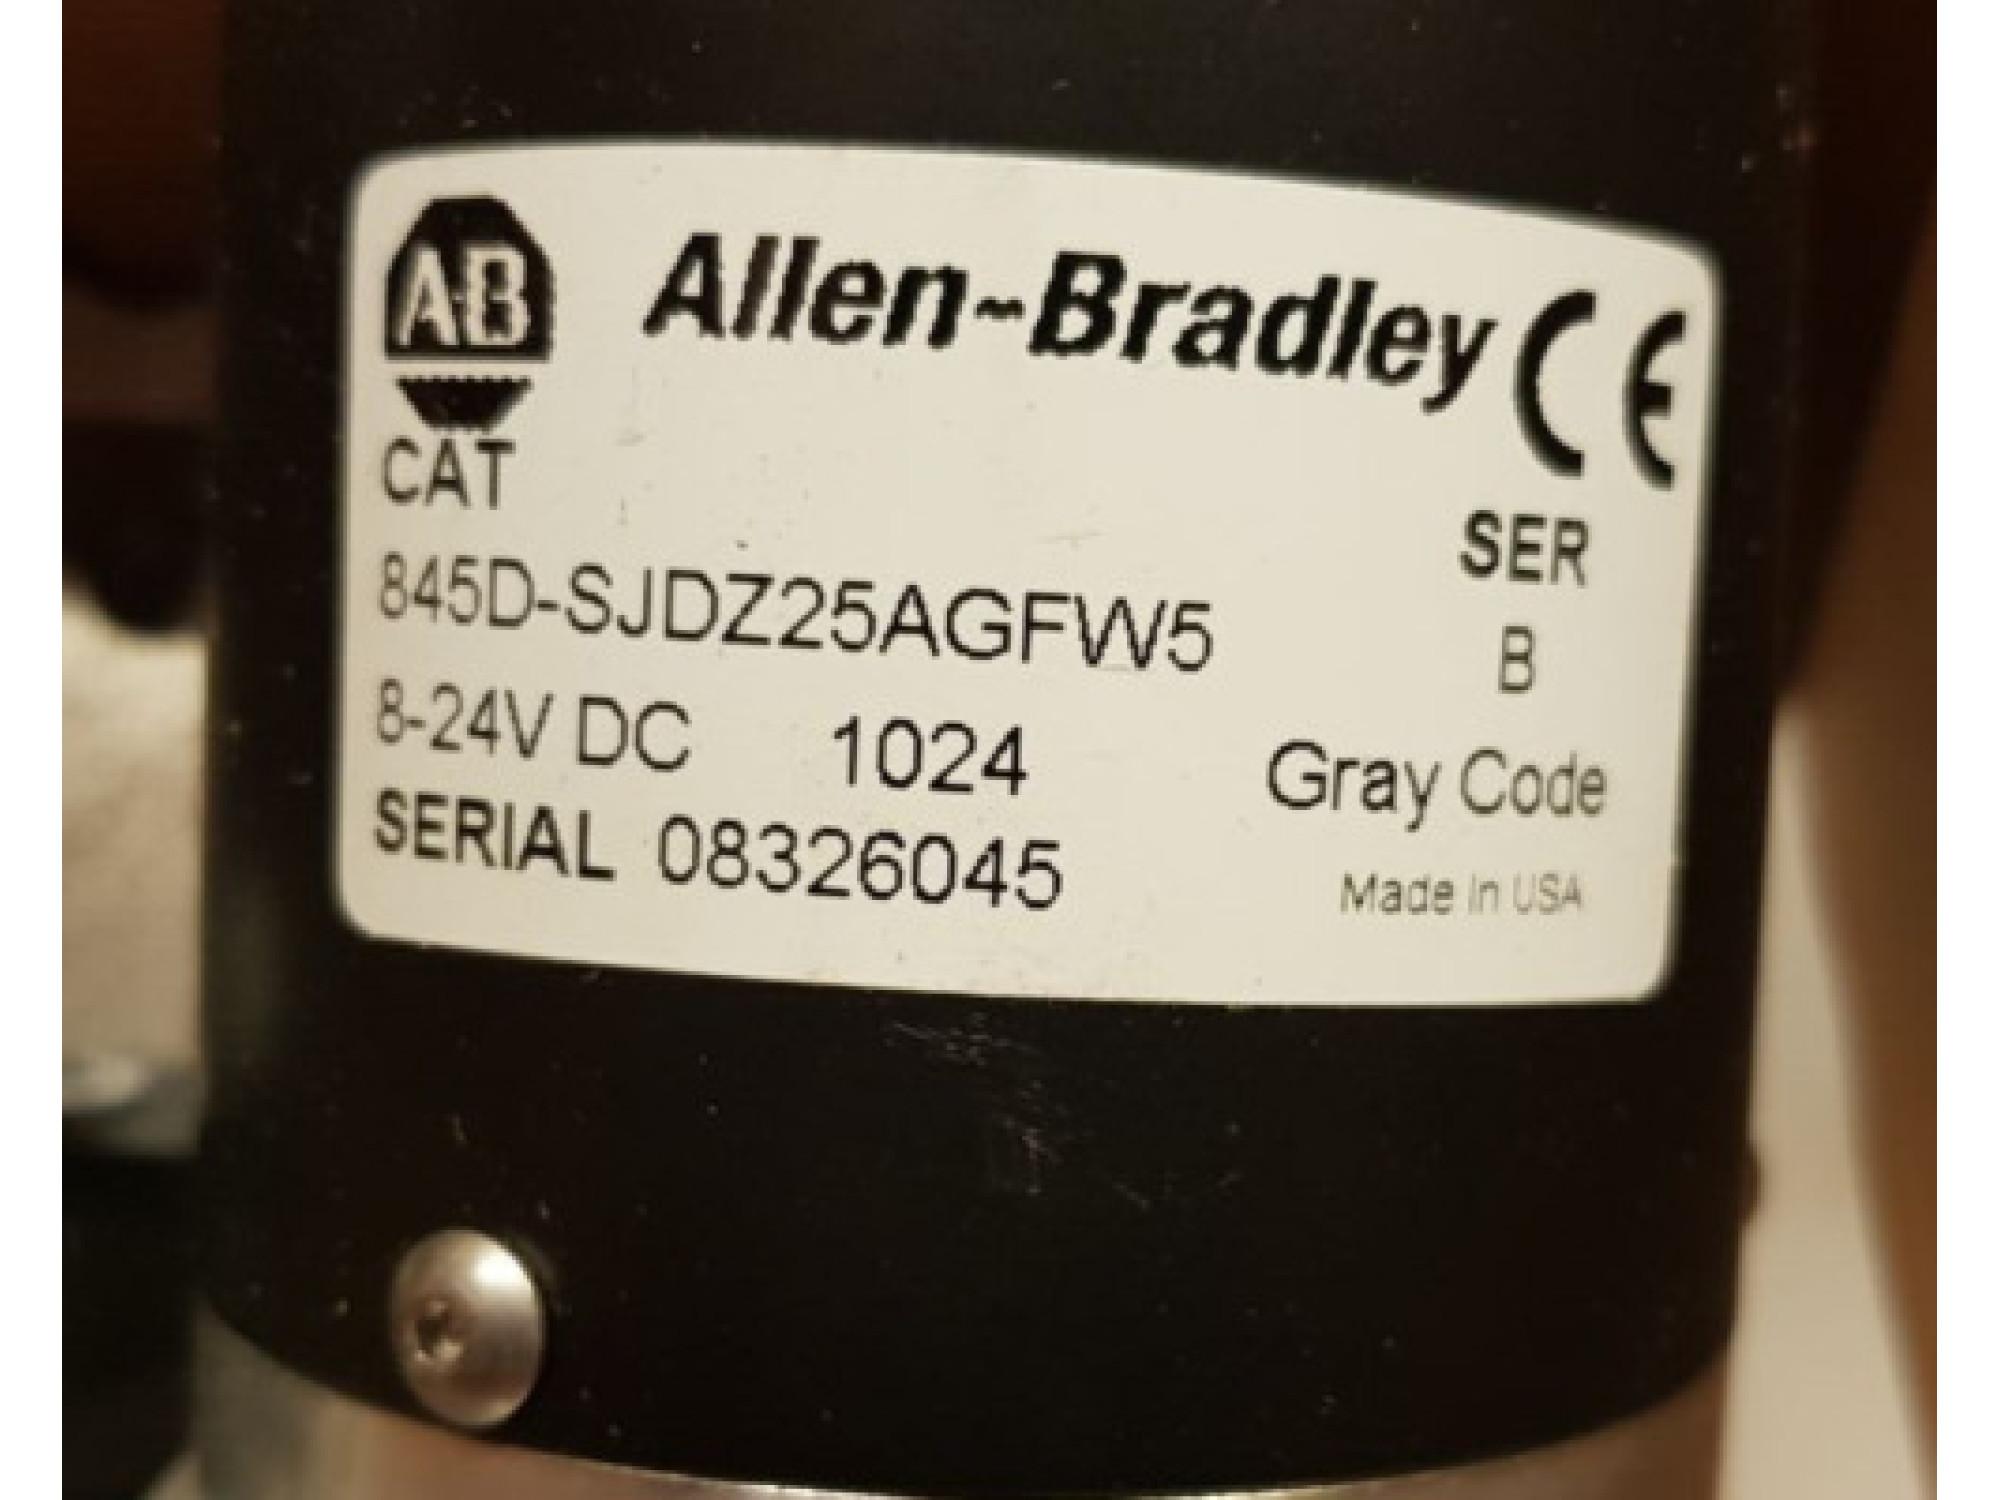 AB Allen-Bradley CE
CAT
SER
845D-SJDZ25AGFW5
B
8-24V DC 1024 Gray Code
SERIAL 08326045
Made In USA